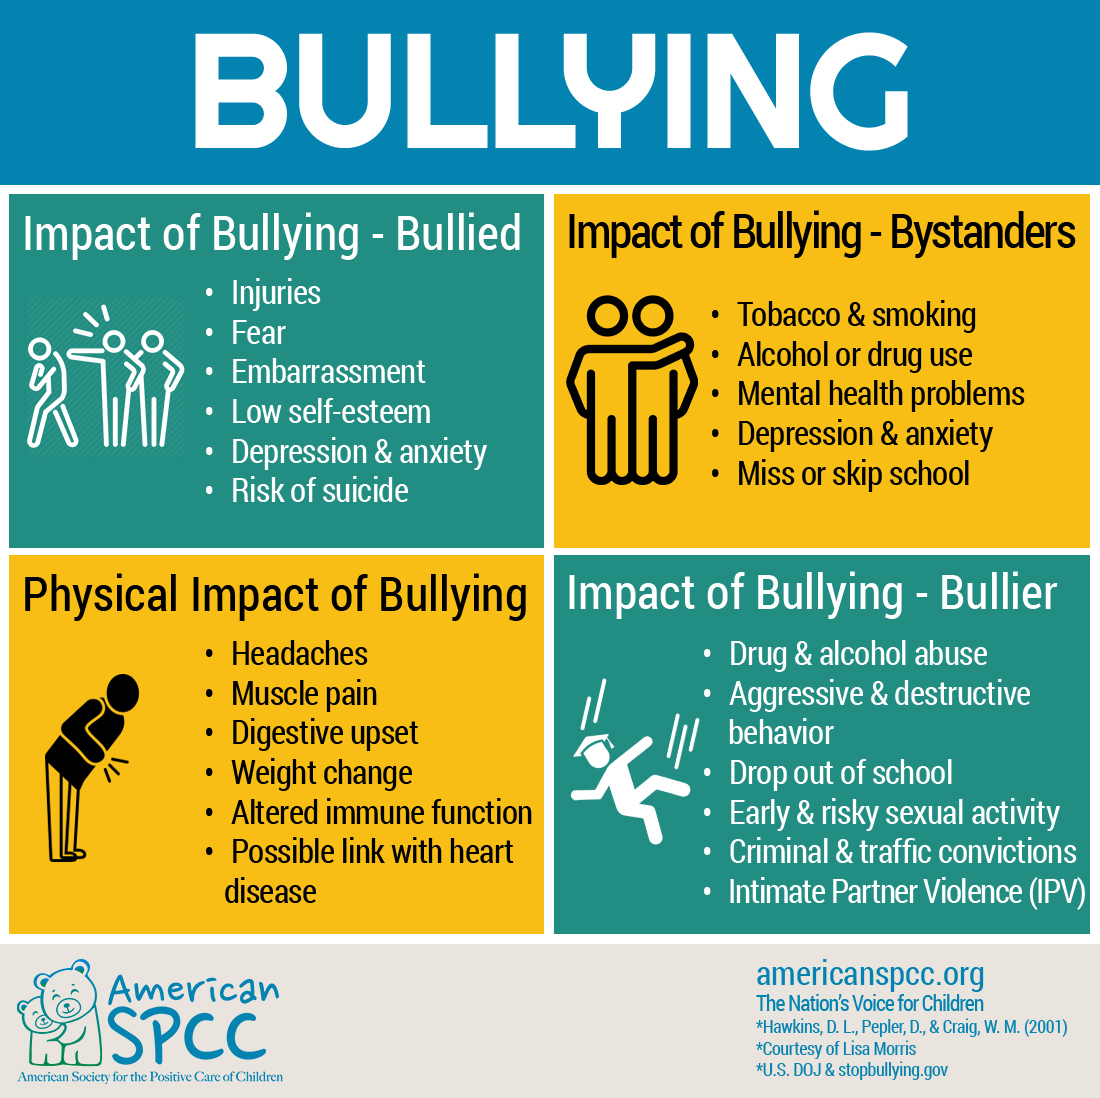 BULLYING
Impact of Bullying - Bullied
• Injuries
• Fear
• Embarrassment
• Low self-esteem
• Depression & anxiety
• Risk of suicide
Impact of Bullying - Bystanders
• Tobacco & smoking
• Alcohol or drug use
• Mental health problems
• Depression & anxiety
• Miss or skip school
Physical Impact of Bullying
• Headaches
• Muscle pain
• Digestive upset
• Weight change
• Altered immune function
• Possible link with heart
disease
Impact of Bullying - Bullier
• Drug & alcohol abuse
• Aggressive & destructive
behavior
• Drop out of school
• Early & risky sexual activity
• Criminal & traffic convictions
• Intimate Partner Violence (IPV)
American
SPCC
American Society for the Positive Care of Children
americanspcc.org
The Nation's Voice for Children
*Hawkins, D. L., Pepler, D., & Craig, W. M. (2001)
*Courtesy of Lisa Morris
*U.S. DOJ & stopbullying.gov